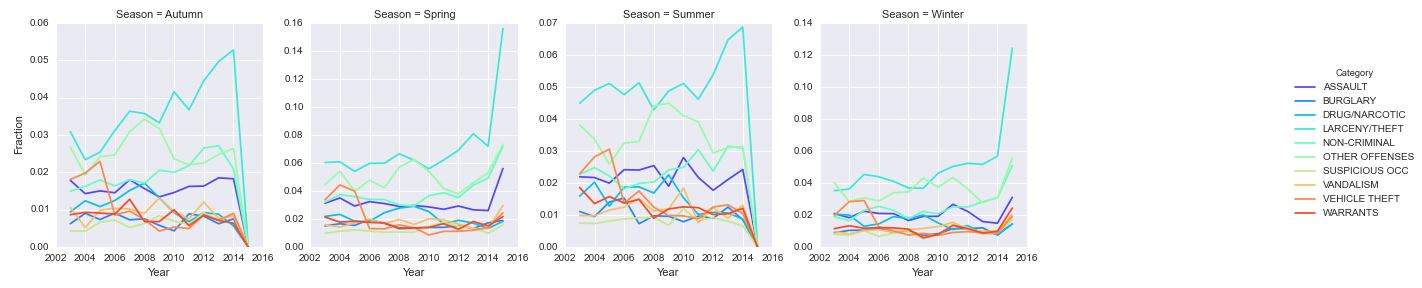 Season = Autumn
Season = Spring
Season = Summer
Season = Winter
Fraction
0.06
0.05
0.04
0.03
0.02
0.01
0.00
0.16
0.14
0.12
0.10
0.08
0.06
0.04
0.02
0.00
0.07
0.06
0.05
0.04
0.03
0.02
0.01
0.00
0.14
0.12
0.10
0.08
0.06
0.04
0.02
0.00
2002 2004 2006 2008 2010 2012 2014 2016
2002 2004 2006 2008 2010 2012 2014 2016
2002 2004 2006 2008 2010 2012 2014 2016
2002 2004 2006 2008 2010 2012 2014 2016
Year
Year
Year
Year
Category
ASSAULT
BURGLARY
DRUG/NARCOTIC
LARCENY/THEFT
NON-CRIMINAL
OTHER OFFENSES
SUSPICIOUS OCC
VANDALISM
VEHICLE THEFT
WARRANTS